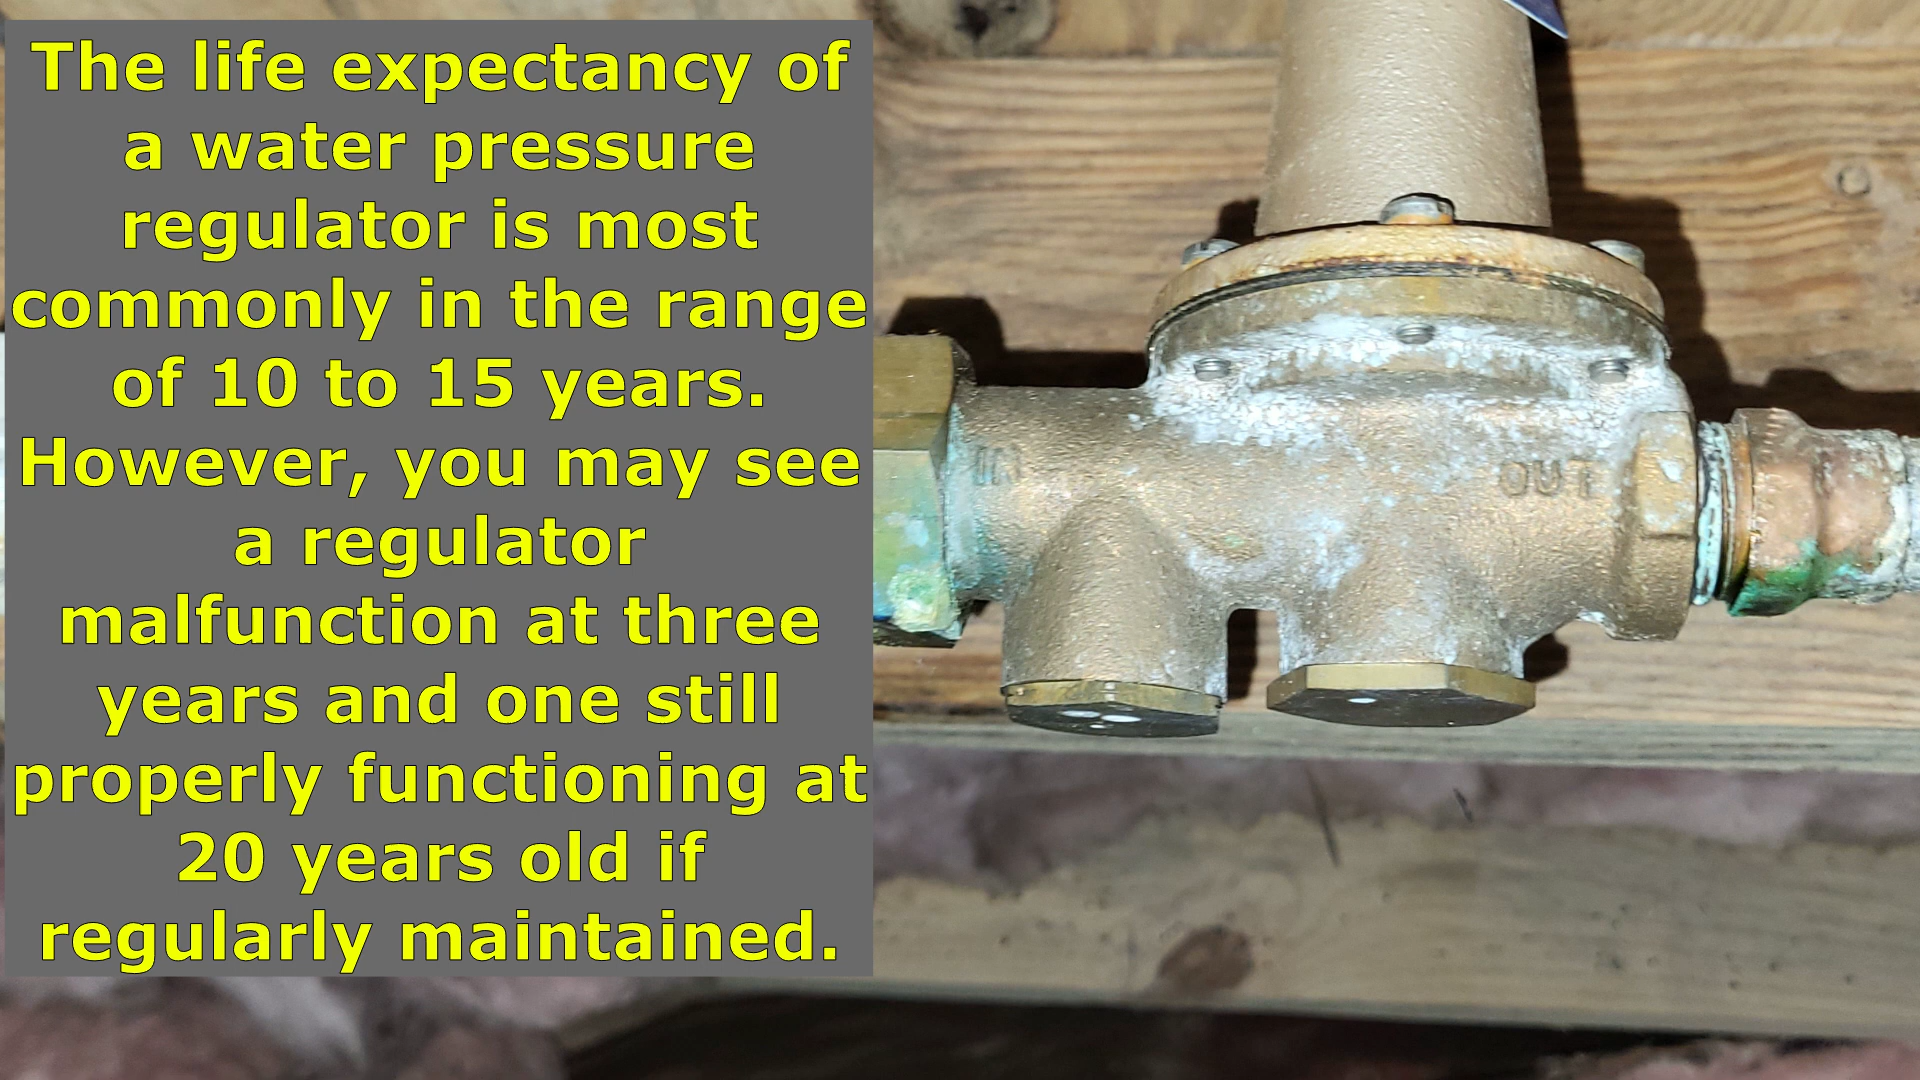 The life expectancy of
a water pressure
regulator is most
commonly in the range
of 10 to 15 years.
However, you may see
a regulator
malfunction at three
years and one still
properly functioning at
20 years old if
regularly maintained.
IN
OUT